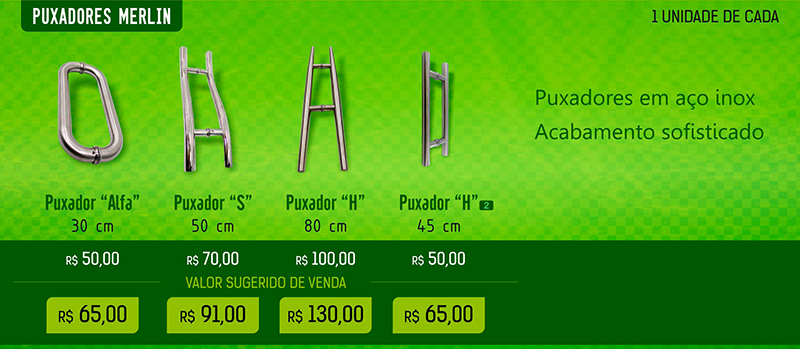 PUXADORES MERLIN
1 UNIDADE DE CADA
Puxadores em aço inox
Acabamento sofisticado
Puxador “Alfa”
30 cm
Puxador “S”
50 cm
Puxador “H”
80 cm
Puxador “H” 2
45 cm
R$ 50,00
R$ 70,00
R$ 100,00
R$ 50,00
VALOR SUGERIDO DE VENDA
R$ 65,00
R$ 91,00
R$ 130,00
R$ 65,00